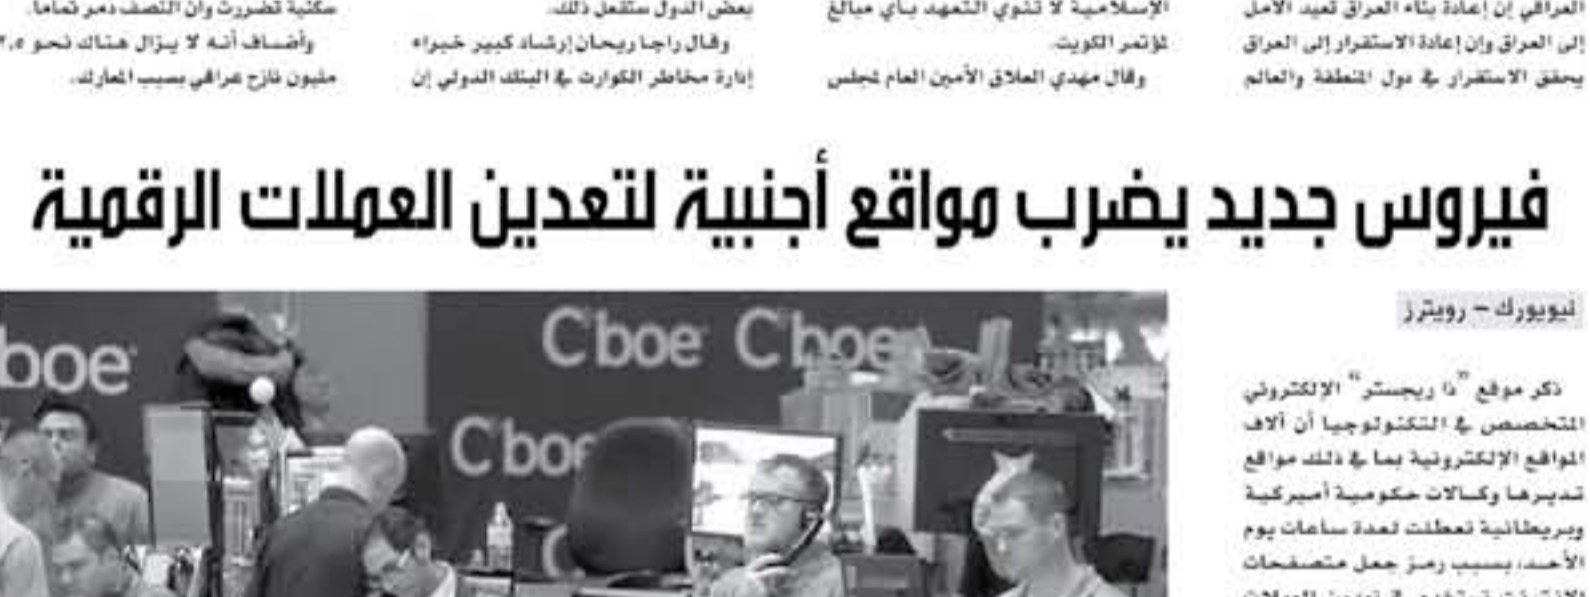 العراقي إن إعادة بناء العراق تعيد الأمل
إلى العراق وإن إعادة الاستقرار إلى العراق
يحقق الاستقرار في دول المنطقة والعالم
الإسلامية لا تنوي التعهد بأي مبالغ
لمؤتمر الكويت.
وقال مهدي العلاق الأمين العام لمجلس
بعض الدول ستفعل ذلك.
وقال راجا ريحان إرشاد كبير خبراء
إدارة مخاطر الكوارث في البنك الدولي إن
سكنية تضررت وأن النصف دمر تماما.
وأضاف أنه لا يزال هناك نحو ٢,٥
مليون نازح عراقي بسبب المعارك.
فيروس جديد يضرب مواقع أجنبية لتعدين العملات الرقمية
نيويورك – رويترز
ذكر موقع "ذا ريجستر" الإلكتروني
المتخصص في التكنولوجيا أن آلاف
المواقع الإلكترونية بما في ذلك مواقع
تديرها وكالات حكومية أميركية
وبريطانية تعطلت لعدة ساعات يوم
الأحد، بسبب رمز جعل متصفحات
boe
Cboe Cboe
Cboe